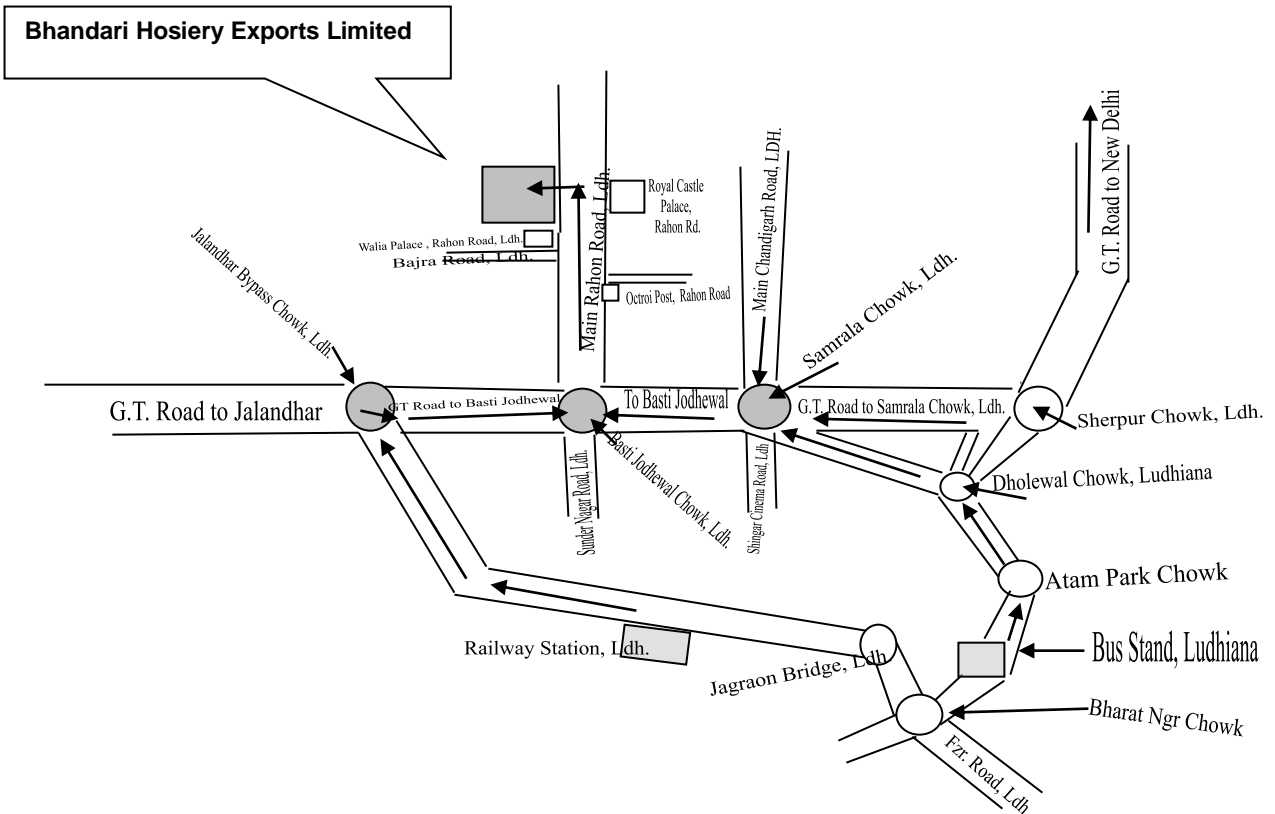 Bhandari Hosiery Exports Limited
G.T. Road to New Delhi
Main Chandigarh Road, LDH.
Main Rahon Road, Ldh.
Royal Castle
Palace,
Rahon Rd.
Walia Palace , Rahon Road, Ldh.
Bajra Road, Ldh.
Jalandhar Bypass Chowk, Ldh.
Octroi Post, Rahon Road
Samrala Chowk, Ldh.
G.T. Road to Jalandhar
GT Road to Basti Jodhewal
To Basti Jodhewal
G.T. Road to Samrala Chowk, Ldh.
Sherpur Chowk, Ldh.
Sunder Nagar Road, Ldh.
Basti Jodhewal Chowk, Ldh.
Shingar Cinema Road, Ldh
Dholewal Chowk, Ludhiana
Atam Park Chowk
Railway Station, Ldh.
Jagraon Bridge, Ldh.
Bus Stand, Ludhiana
Bharat Ngr Chowk
Fzr. Road, Ldh